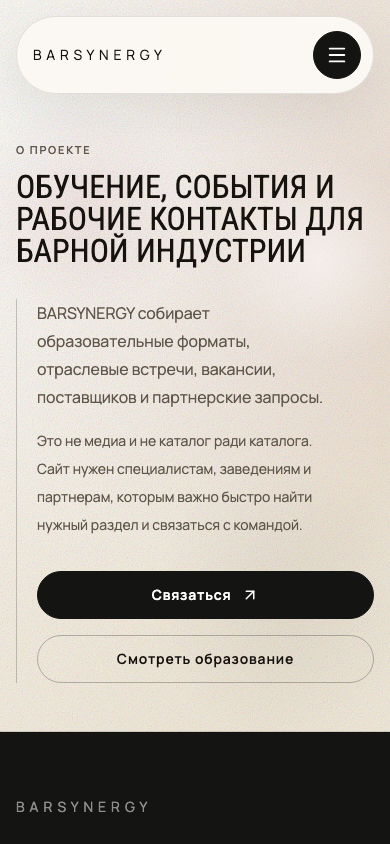 BARSYNERGY
О ПРОЕКТЕ
ОБУЧЕНИЕ, СОБЫТИЯ И
РАБОЧИЕ КОНТАКТЫ ДЛЯ
БАРНОЙ ИНДУСТРИИ
BARSYNERGY собирает
образовательные форматы,
отраслевые встречи, вакансии,
поставщиков и партнерские запросы.
Это не медиа и не каталог ради каталога.
Сайт нужен специалистам, заведениям и
партнерам, которым важно быстро найти
нужный раздел и связаться с командой.
Связаться
Смотреть образование
BARSYNERGY